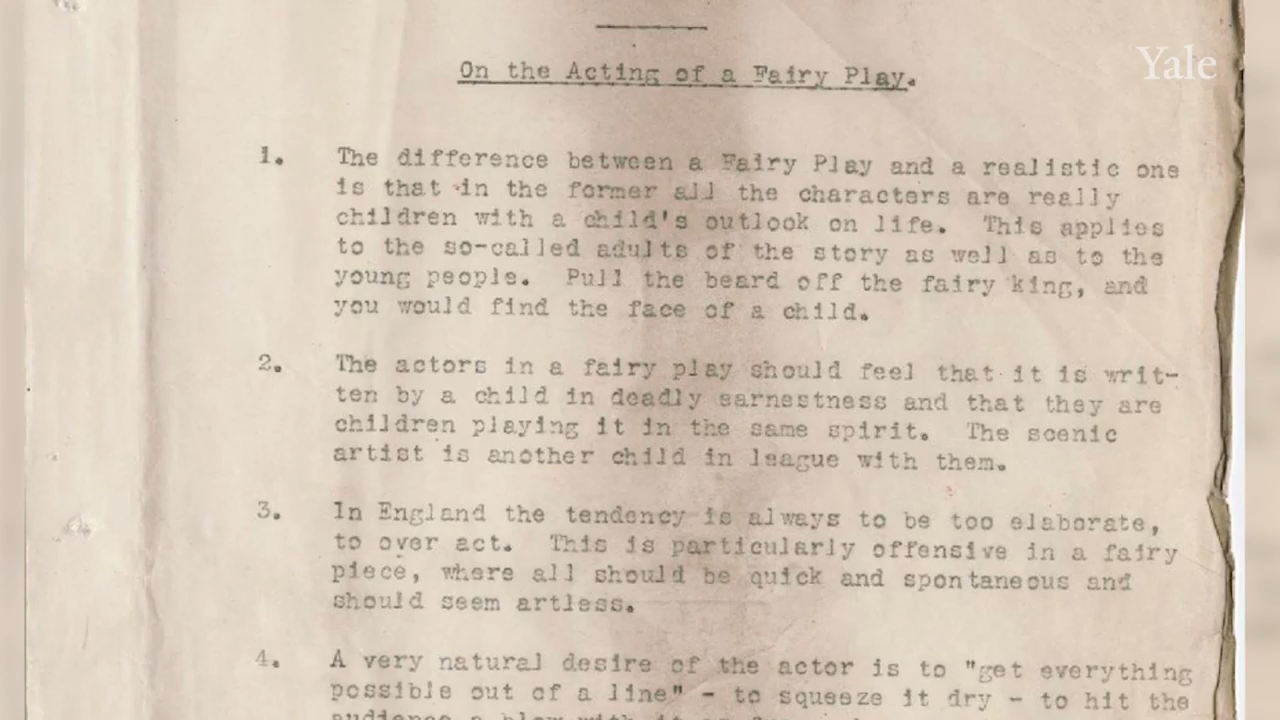 Yale
On the Acting of a Fairy Play.
1. The difference between a Fairy Play and a realistic one
is that in the former all the characters are really
children with a child's outlook on life. This applies
to the so-called adults of the story as well as to the
young people. Pull the beard off the fairy king, and
you would find the face of a child.
2. The actors in a fairy play should feel that it is writ-
ten by a child in deadly earnestness and that they are
children playing it in the same spirit. The scenic
artist is another child in league with them.
3. In England the tendency is always to be too elaborate,
to over act. This is particularly offensive in a fairy
piece, where all should be quick and spontaneous and
should seem artless.
4. A very natural desire of the actor is to "get everything
possible out of a line" - to squeeze it dry - to hit the
audience a blow with it